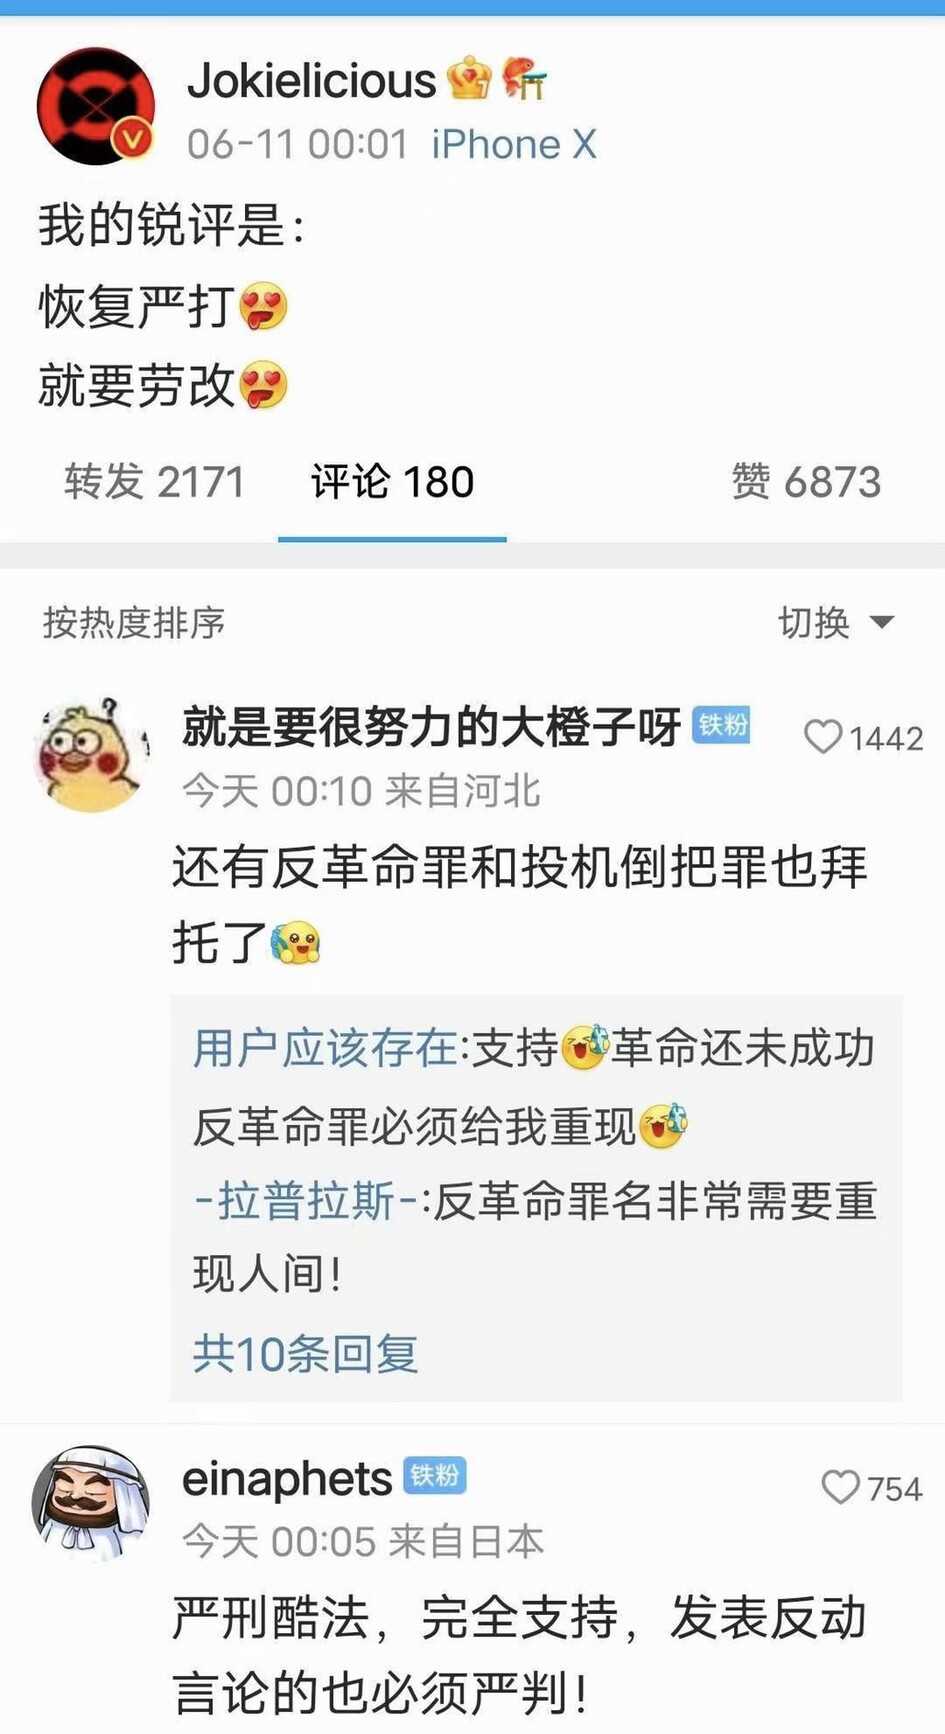 Jokielicious
06-11 00:01 iPhone X
我的锐评是：
恢复严打
就要劳改
转发 2171 评论 180 赞 6873
按热度排序 切换
就是要很努力的大橙子呀 铁粉 1442
今天 00:10 来自河北
还有反革命罪和投机倒把罪也拜
托了
用户应该存在:支持革命还未成功
反革命罪必须给我重现
-拉普拉斯-:反革命罪名非常需要重
现人间！
共10条回复
einaphets 铁粉 754
今天 00:05 来自日本
严刑酷法，完全支持，发表反动
言论的也必须严判！